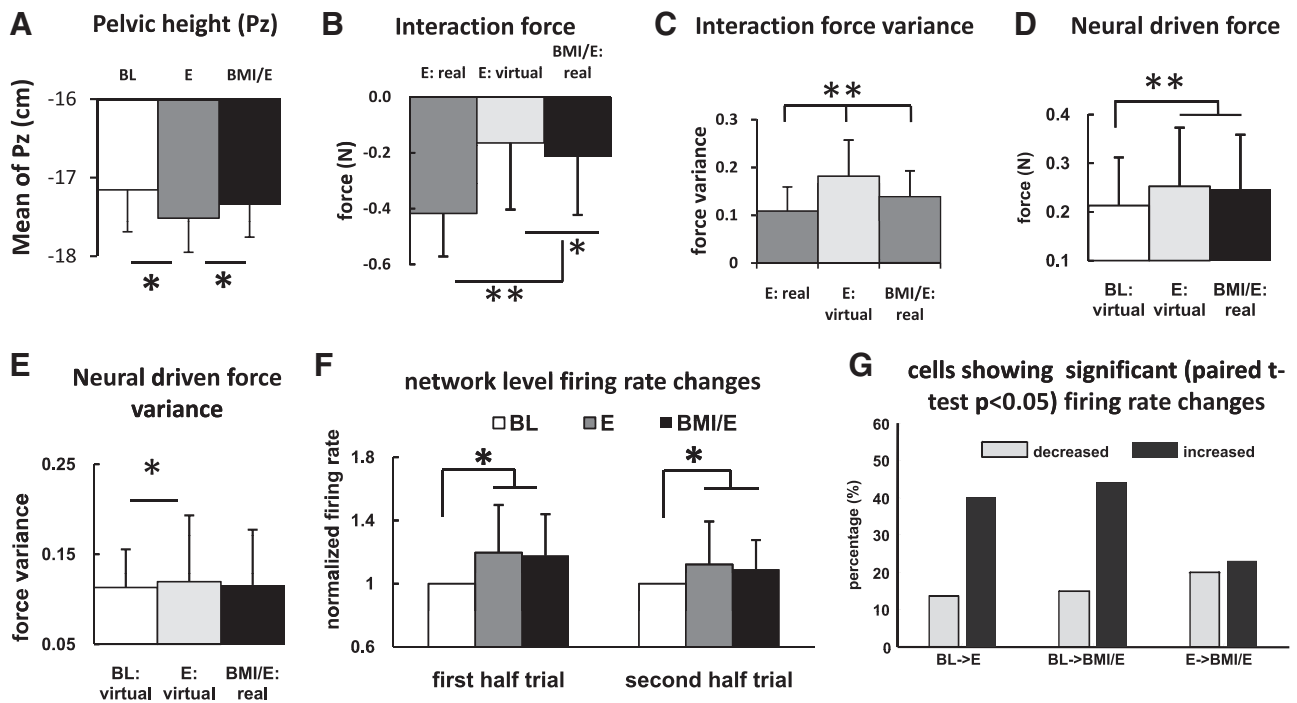 A
Pelvic height (Pz)
BL
E
BMI/E
Mean of Pz (cm)
-16
-17
-18
*
*
B
Interaction force
E: real
E: virtual
BMI/E:
real
force (N)
0.0
-0.2
-0.4
-0.6
*
**
C
Interaction force variance
**
force variance
0.3
0.2
0.1
0
E: real
E:
virtual
BMI/E:
real
D
Neural driven force
**
force (N)
0.4
0.3
0.2
0.1
BL:
virtual
E:
virtual
BMI/E:
real
E
Neural driven force
variance
*
force variance
0.25
0.15
0.05
BL:
virtual
E:
virtual
BMI/E:
real
F
network level firing rate changes
BL
E
BMI/E
normalized firing rate
1.8
1.4
1
0.6
*
*
first half trial
second half trial
G
cells showing significant (paired t-
test p<0.05) firing rate changes
decreased
increased
percentage (%)
60
50
40
30
20
10
0
BL->E
BL->BMI/E
E->BMI/E